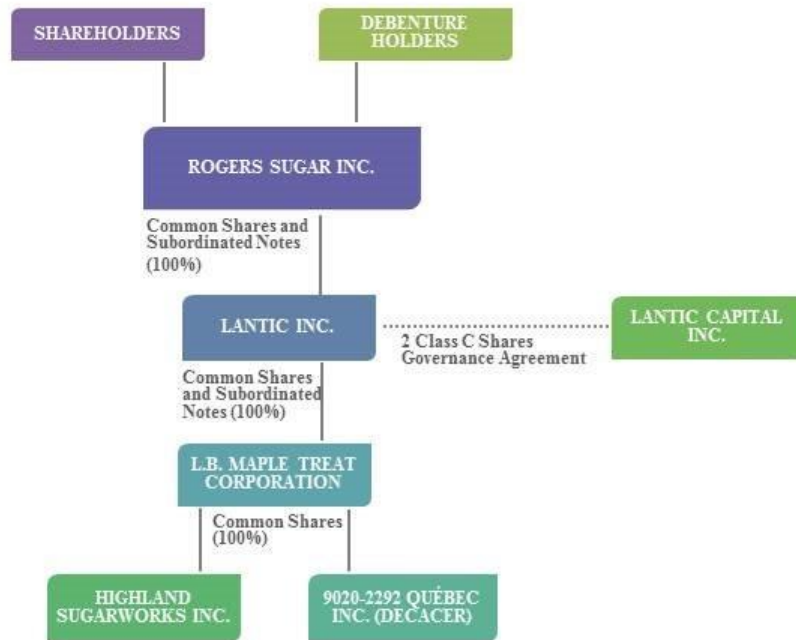 SHAREHOLDERS
DEBENTURE
HOLDERS
ROGERS SUGAR INC.
Common Shares and
Subordinated Notes
(100%)
LANTIC INC.
2 Class C Shares
Governance Agreement
LANTIC CAPITAL
INC.
Common Shares
and Subordinated
Notes (100%)
L.B. MAPLE TREAT
CORPORATION
Common Shares
(100%)
HIGHLAND
SUGARWORKS INC.
9020-2292 QUÉBEC
INC. (DECACER)